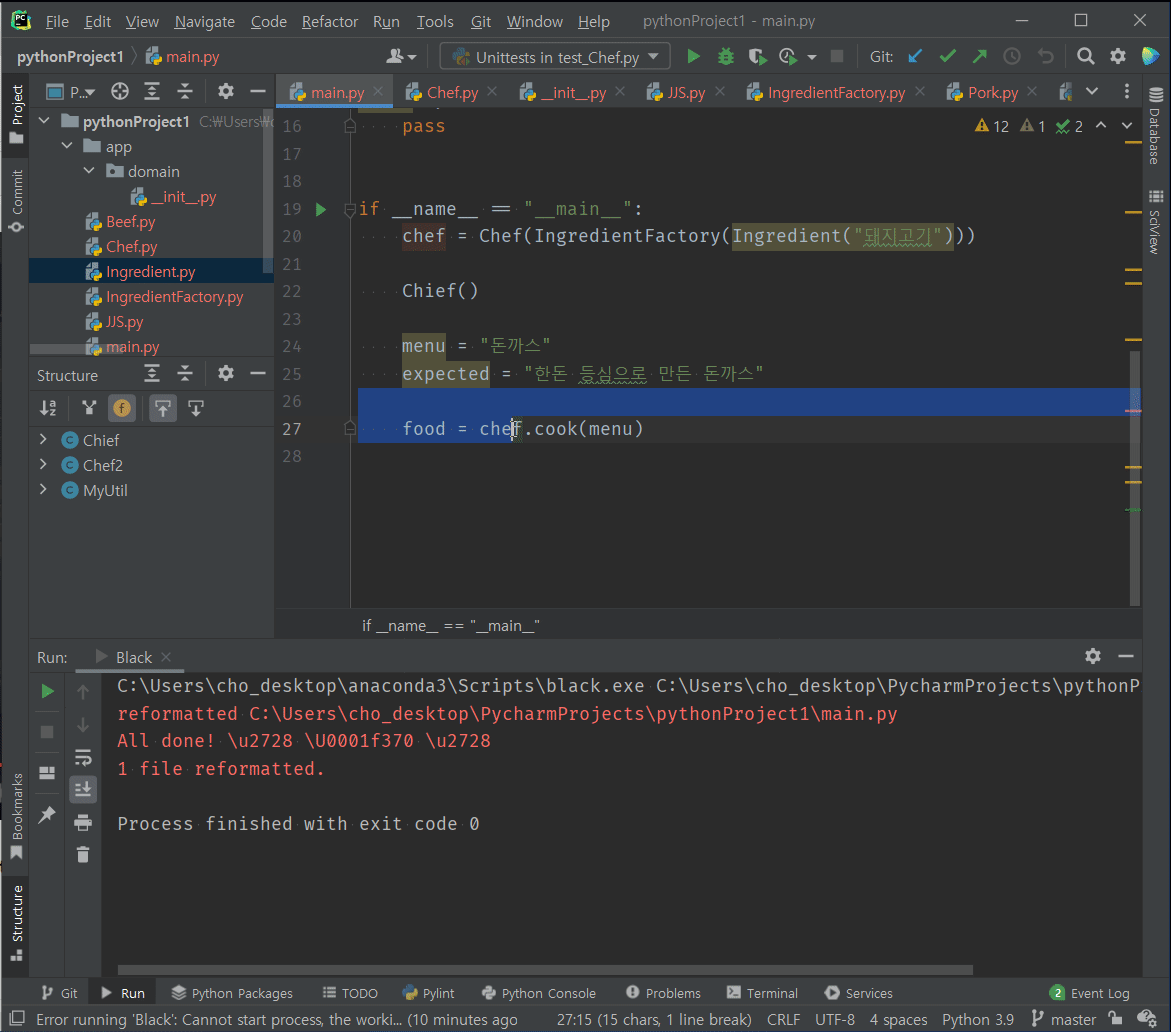 PC File Edit View Navigate Code Refactor Run Tools Git Window Help pythonProject1 - main.py
pythonProject1 main.py Unittests in test_Chef.py Git:
Project P... main.py Chef.py __init__.py JJS.py IngredientFactory.py Pork.py
pythonProject1 C:₩Users₩
app
domain
__init__.py
Beef.py
Chef.py
Ingredient.py
IngredientFactory.py
JJS.py
main.py
Commit
16 pass
12 1 2
17
18
19 if __name__ == "__main__":
20 chef = Chef(IngredientFactory(Ingredient("돼지고기")))
21
22 Chief()
23
24 menu = "돈까스"
25 expected = "한돈 등심으로 만든 돈까스"
26
27 food = chef.cook(menu)
28
if __name__ == "__main__"
Database
SciView
Structure
Chief
Chef2
MyUtil
Run: Black
C:\Users\cho_desktop\anaconda3\Scripts\black.exe C:\Users\cho_desktop\PycharmProjects\pythonP
reformatted C:\Users\cho_desktop\PycharmProjects\pythonProject1\main.py
All done! \u2728 \U0001f370 \u2728
1 file reformatted.
Process finished with exit code 0
Bookmarks
Structure
Git Run Python Packages TODO Pylint Python Console Problems Terminal Services 2 Event Log
Error running 'Black': Cannot start process, the worki... (10 minutes ago 27:15 (15 chars, 1 line break) CRLF UTF-8 4 spaces Python 3.9 master